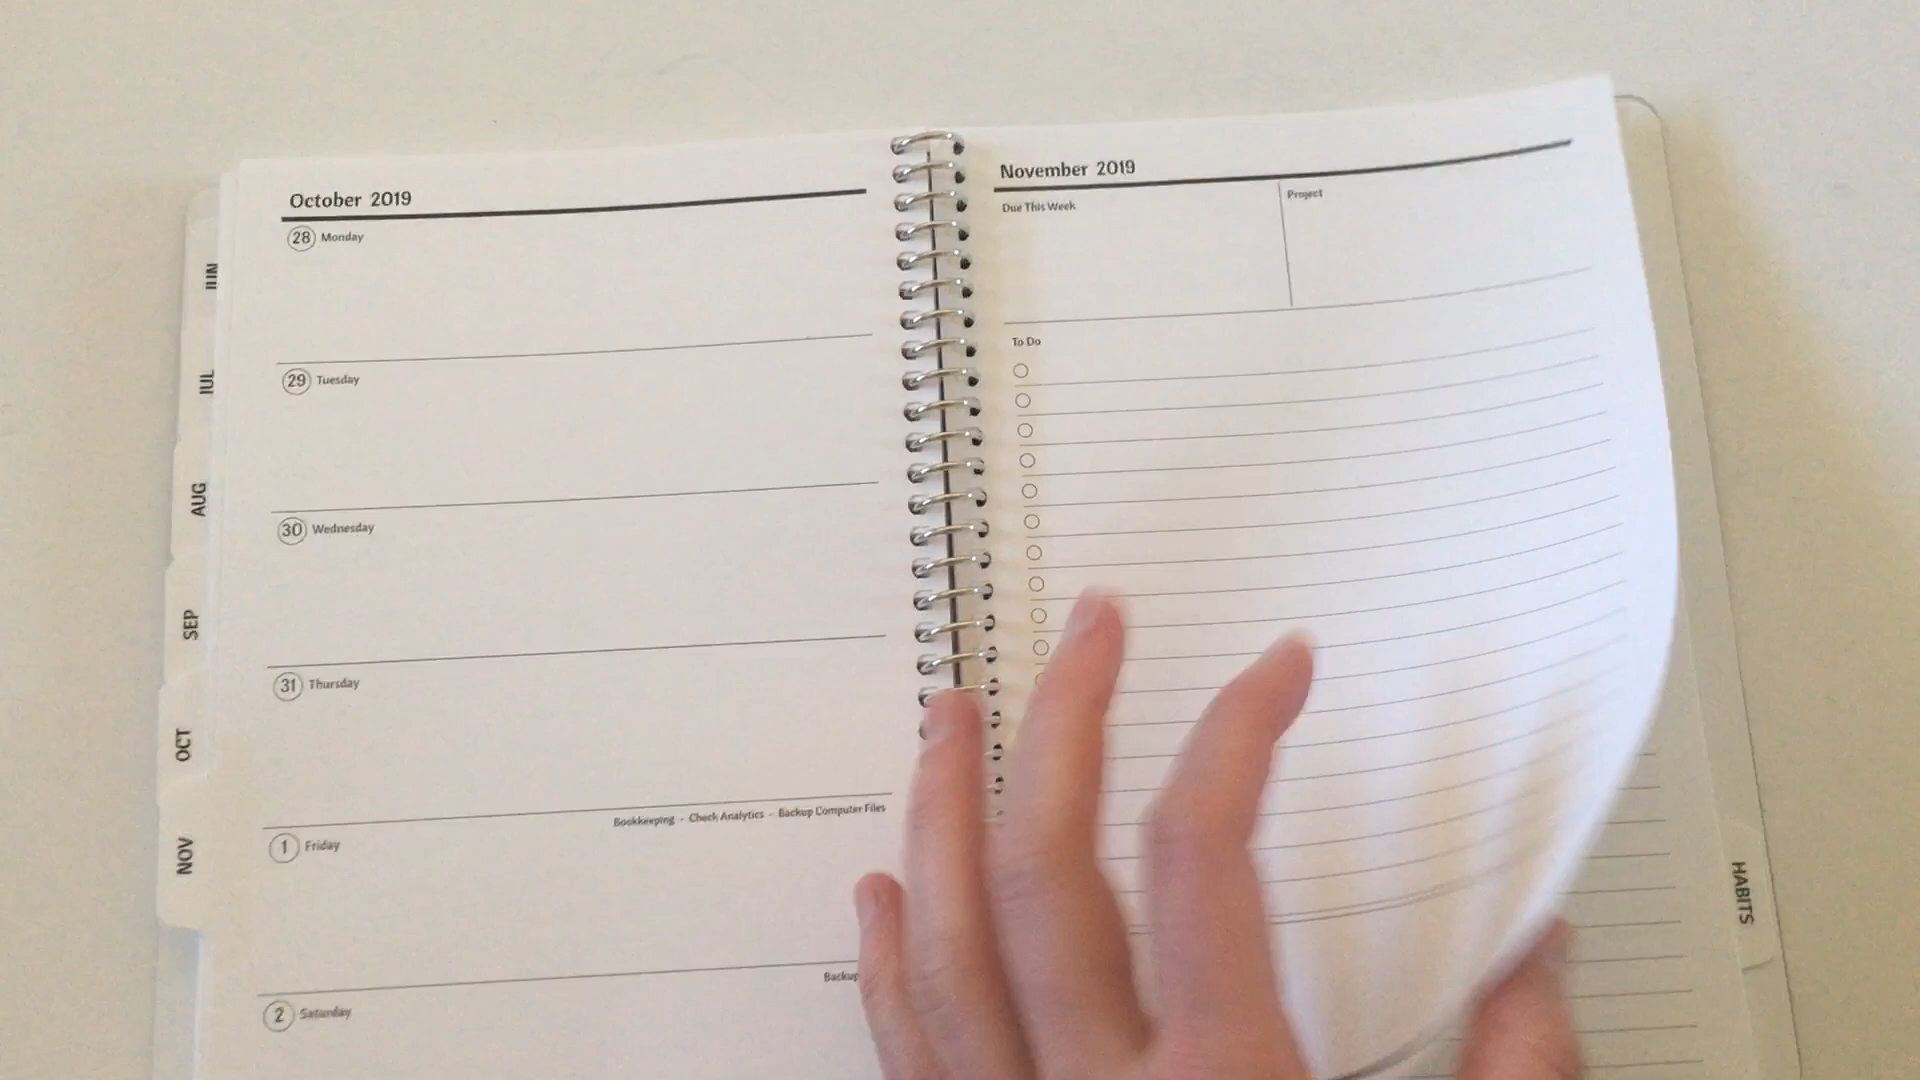 October 2019
28 Monday
29 Tuesday
30 Wednesday
31 Thursday
Bookkeeping - Check Analytics - Backup Computer Files
1 Friday
Backup
2 Saturday
November 2019
Due This Week
Project
To Do
JUN
JUL
AUG
SEP
OCT
NOV
HABITS